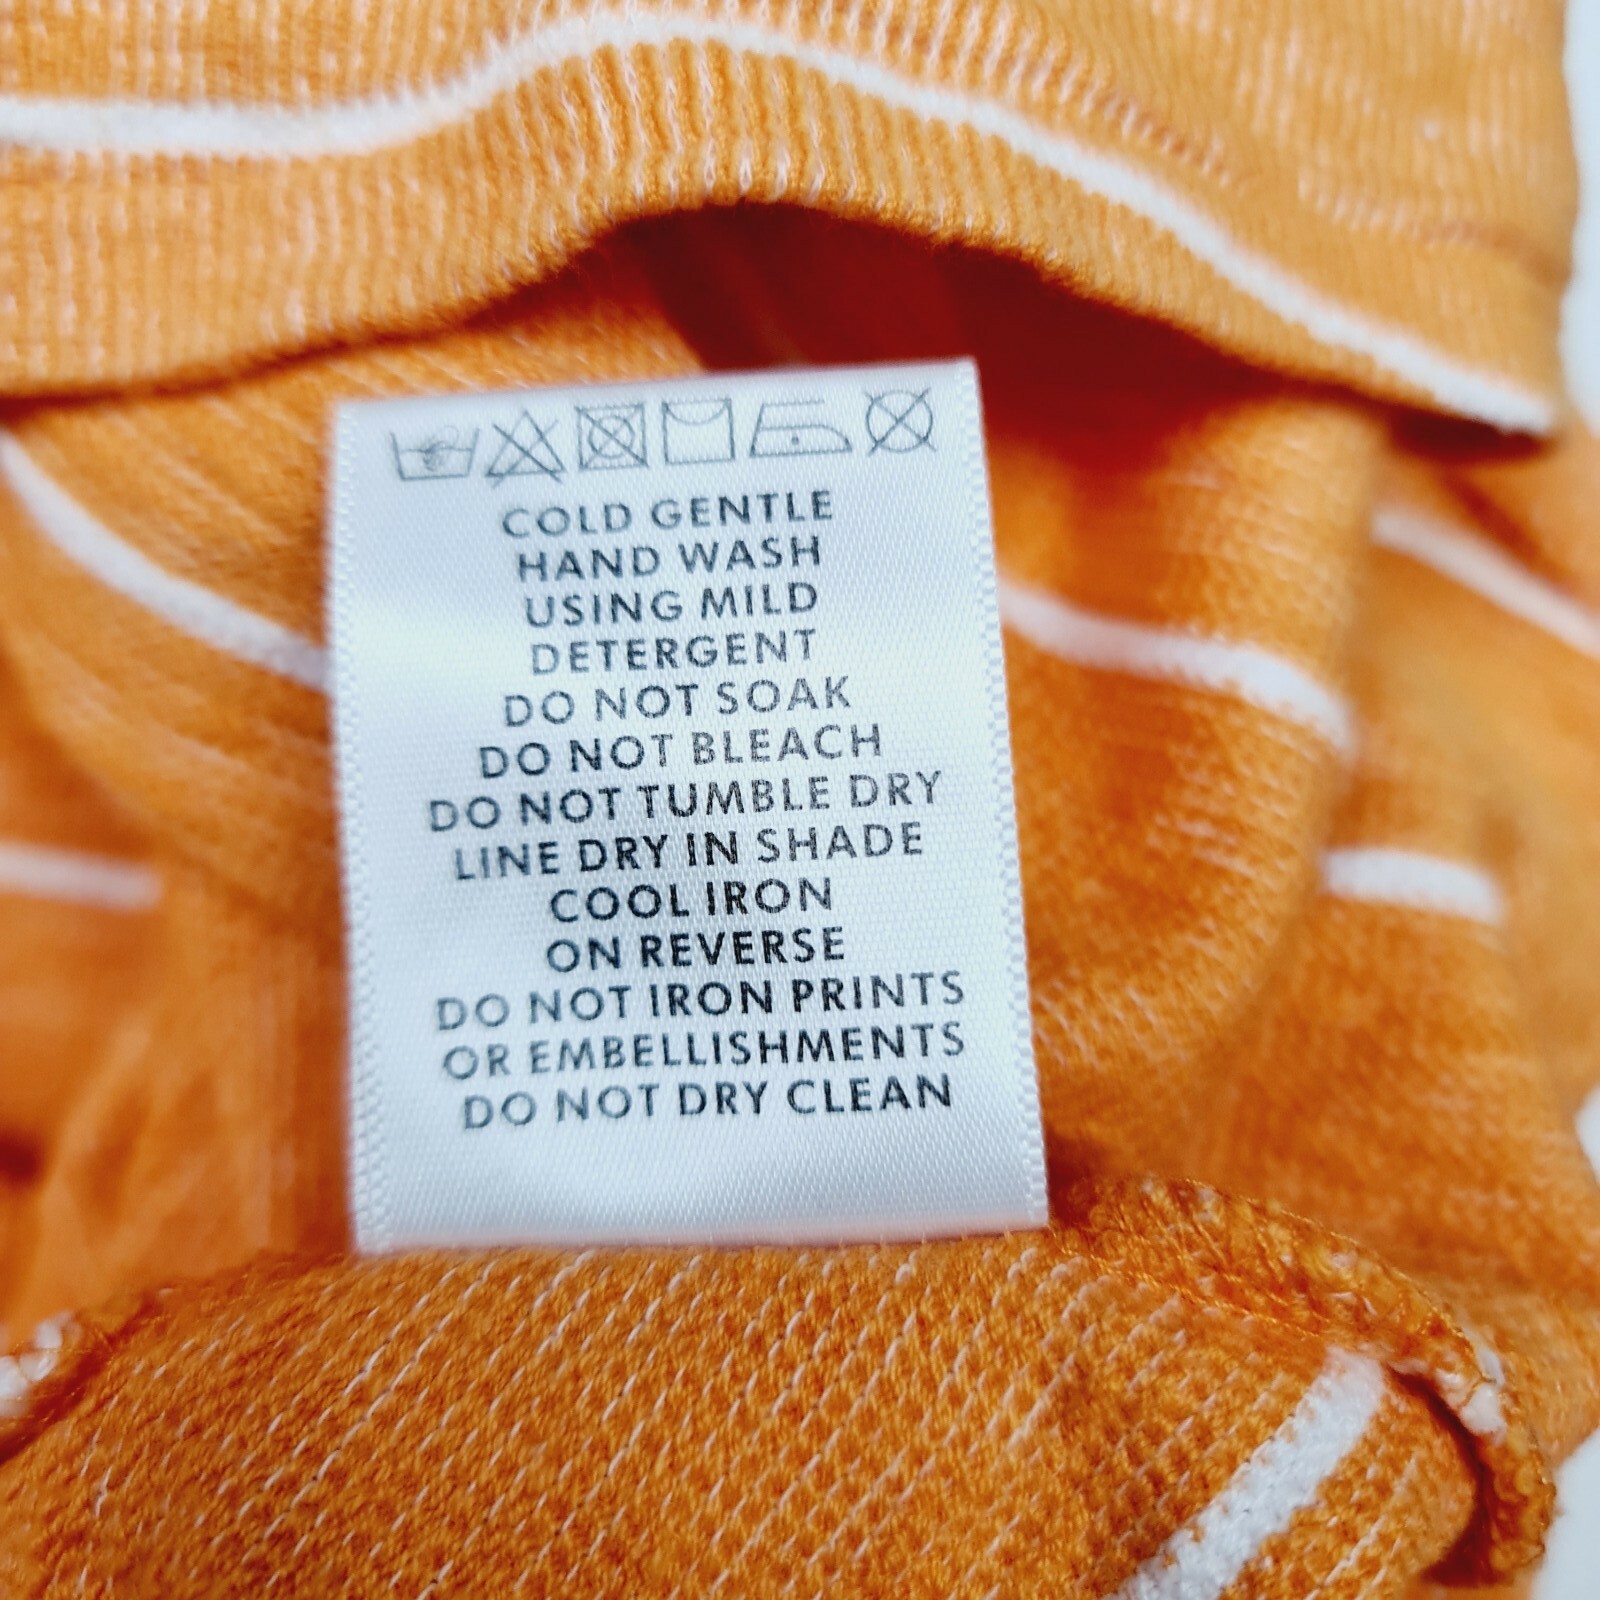 COLD GENTLE
HAND WASH
USING MILD
DETERGENT
DO NOT SOAK
DO NOT BLEACH
DO NOT TUMBLE DRY
LINE DRY IN SHADE
COOL IRON
ON REVERSE
DO NOT IRON PRINTS
OR EMBELLISHMENTS
DO NOT DRY CLEAN